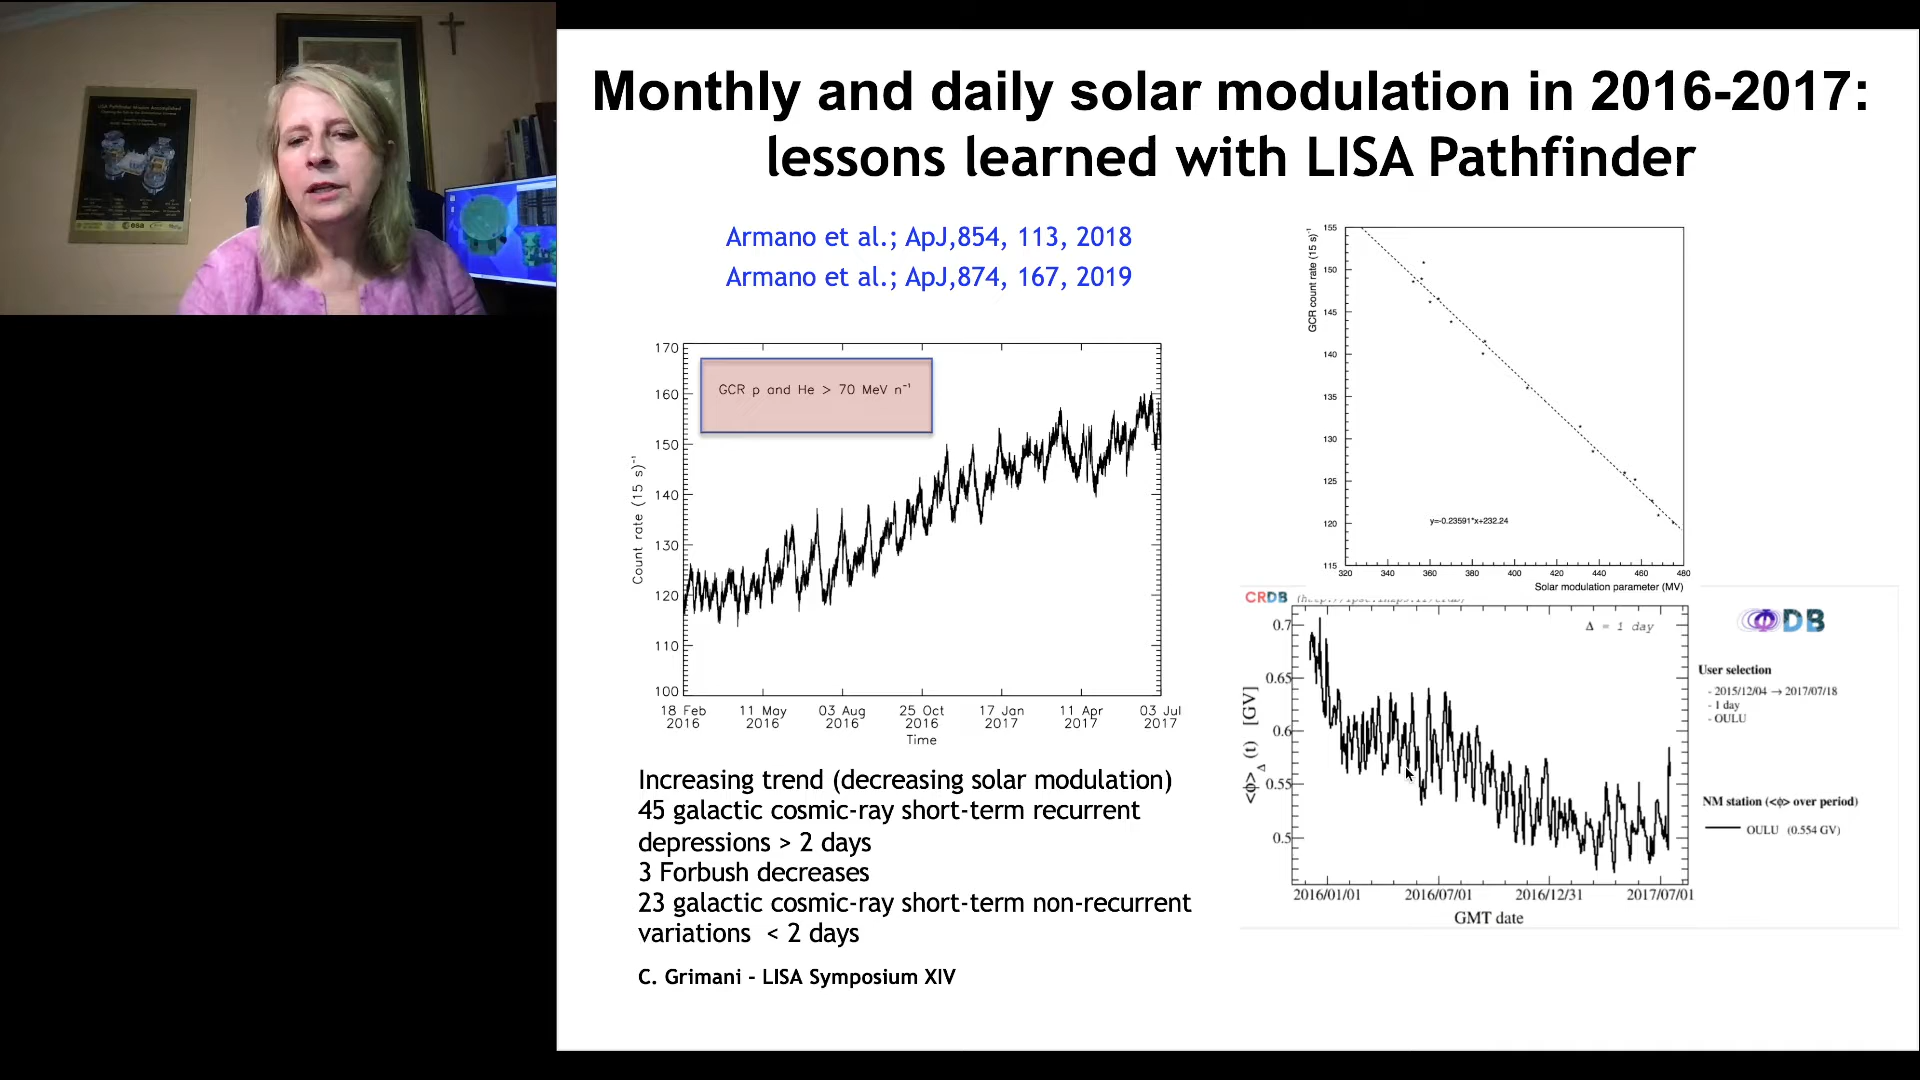 LISA Pathfinder Mission Accomplished
esa
Monthly and daily solar modulation in 2016-2017:
lessons learned with LISA Pathfinder
Armano et al.; ApJ,854, 113, 2018
Armano et al.; ApJ,874, 167, 2019
170
160
150
140
130
120
110
100
Count rate (15 s)⁻¹
GCR p and He > 70 MeV n⁻¹
18 Feb 11 May 03 Aug 25 Oct 17 Jan 11 Apr 03 Jul
2016 2016 2016 2016 2017 2017 2017
Time
155
150
145
140
135
130
125
120
115
GCR count rate (15 s)⁻¹
y=-0.23591*x+232.24
320 340 360 380 400 420 440 460 480
Solar modulation parameter (MV)
CRDB
Δ = 1 day
0.7
0.65
0.6
0.55
0.5
<ϕ>Δ (t) [GV]
2016/01/01 2016/07/01 2016/12/31 2017/07/01
GMT date
DB
User selection
- 2015/12/04 → 2017/07/18
- 1 day
- OULU
NM station (<ϕ> over period)
OULU (0.554 GV)
Increasing trend (decreasing solar modulation)
45 galactic cosmic-ray short-term recurrent
depressions > 2 days
3 Forbush decreases
23 galactic cosmic-ray short-term non-recurrent
variations < 2 days
C. Grimani - LISA Symposium XIV